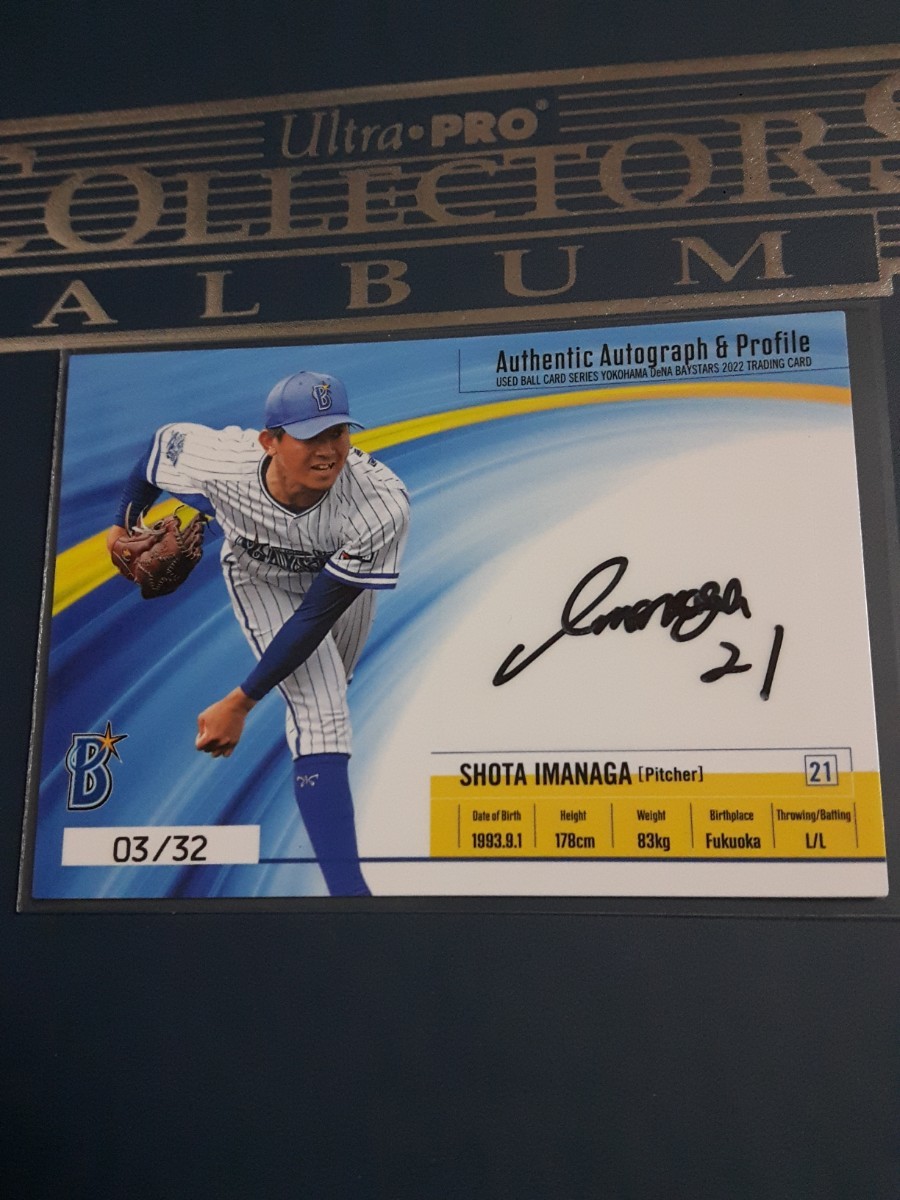 Ultra•PRO®
COLLECTORS
ALBUM
Authentic Autograph & Profile
USED BALL CARD SERIES YOKOHAMA DeNA BAYSTARS 2022 TRADING CARD
B
BAYSTARS
Imanaga
21
SHOTA IMANAGA [Pitcher] 21
Date of Birth Height Weight Birthplace Throwing/Batting
1993.9.1 178cm 83kg Fukuoka L/L
B
03/32